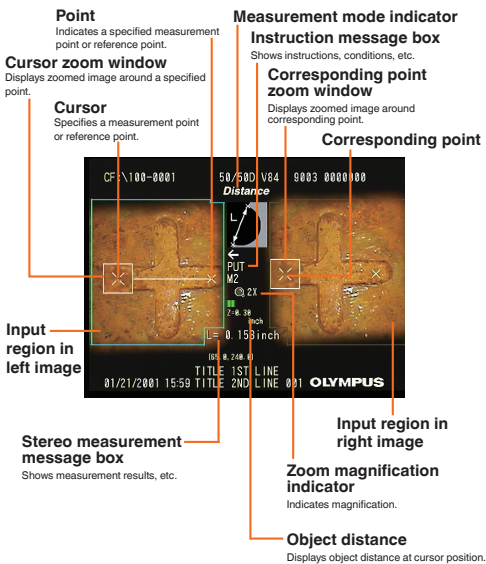 Point
Indicates a specified measurement
point or reference point.
Measurement mode indicator
Instruction message box
Shows instructions, conditions, etc.
Cursor zoom window
Displays zoomed image around a specified
point.
Corresponding point
zoom window
Displays zoomed image around
corresponding point.
Cursor
Specifies a measurement point
or reference point.
Corresponding point
CF:\100-0001 50/50D V84 9003 0000000
Distance
L
PUT
M2
2X
Z=0.30
inch
L= 0.153inch
TITLE 1ST LINE
01/21/2001 15:59 TITLE 2ND LINE 001 OLYMPUS
Input
region in
left image
Input region in
right image
Stereo measurement
message box
Shows measurement results, etc.
Zoom magnification
indicator
Indicates magnification.
Object distance
Displays object distance at cursor position.